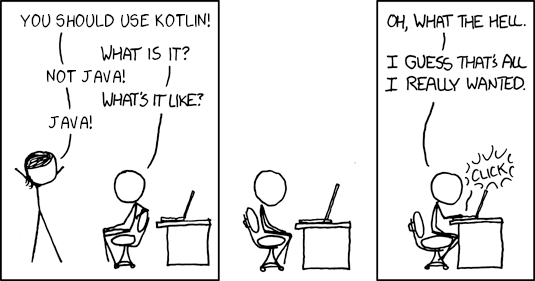 YOU SHOULD USE KOTLIN!
WHAT IS IT?
NOT JAVA!
WHAT'S IT LIKE?
JAVA!
OH, WHAT THE HELL.
I GUESS THAT'S ALL
I REALLY WANTED.
CLICK